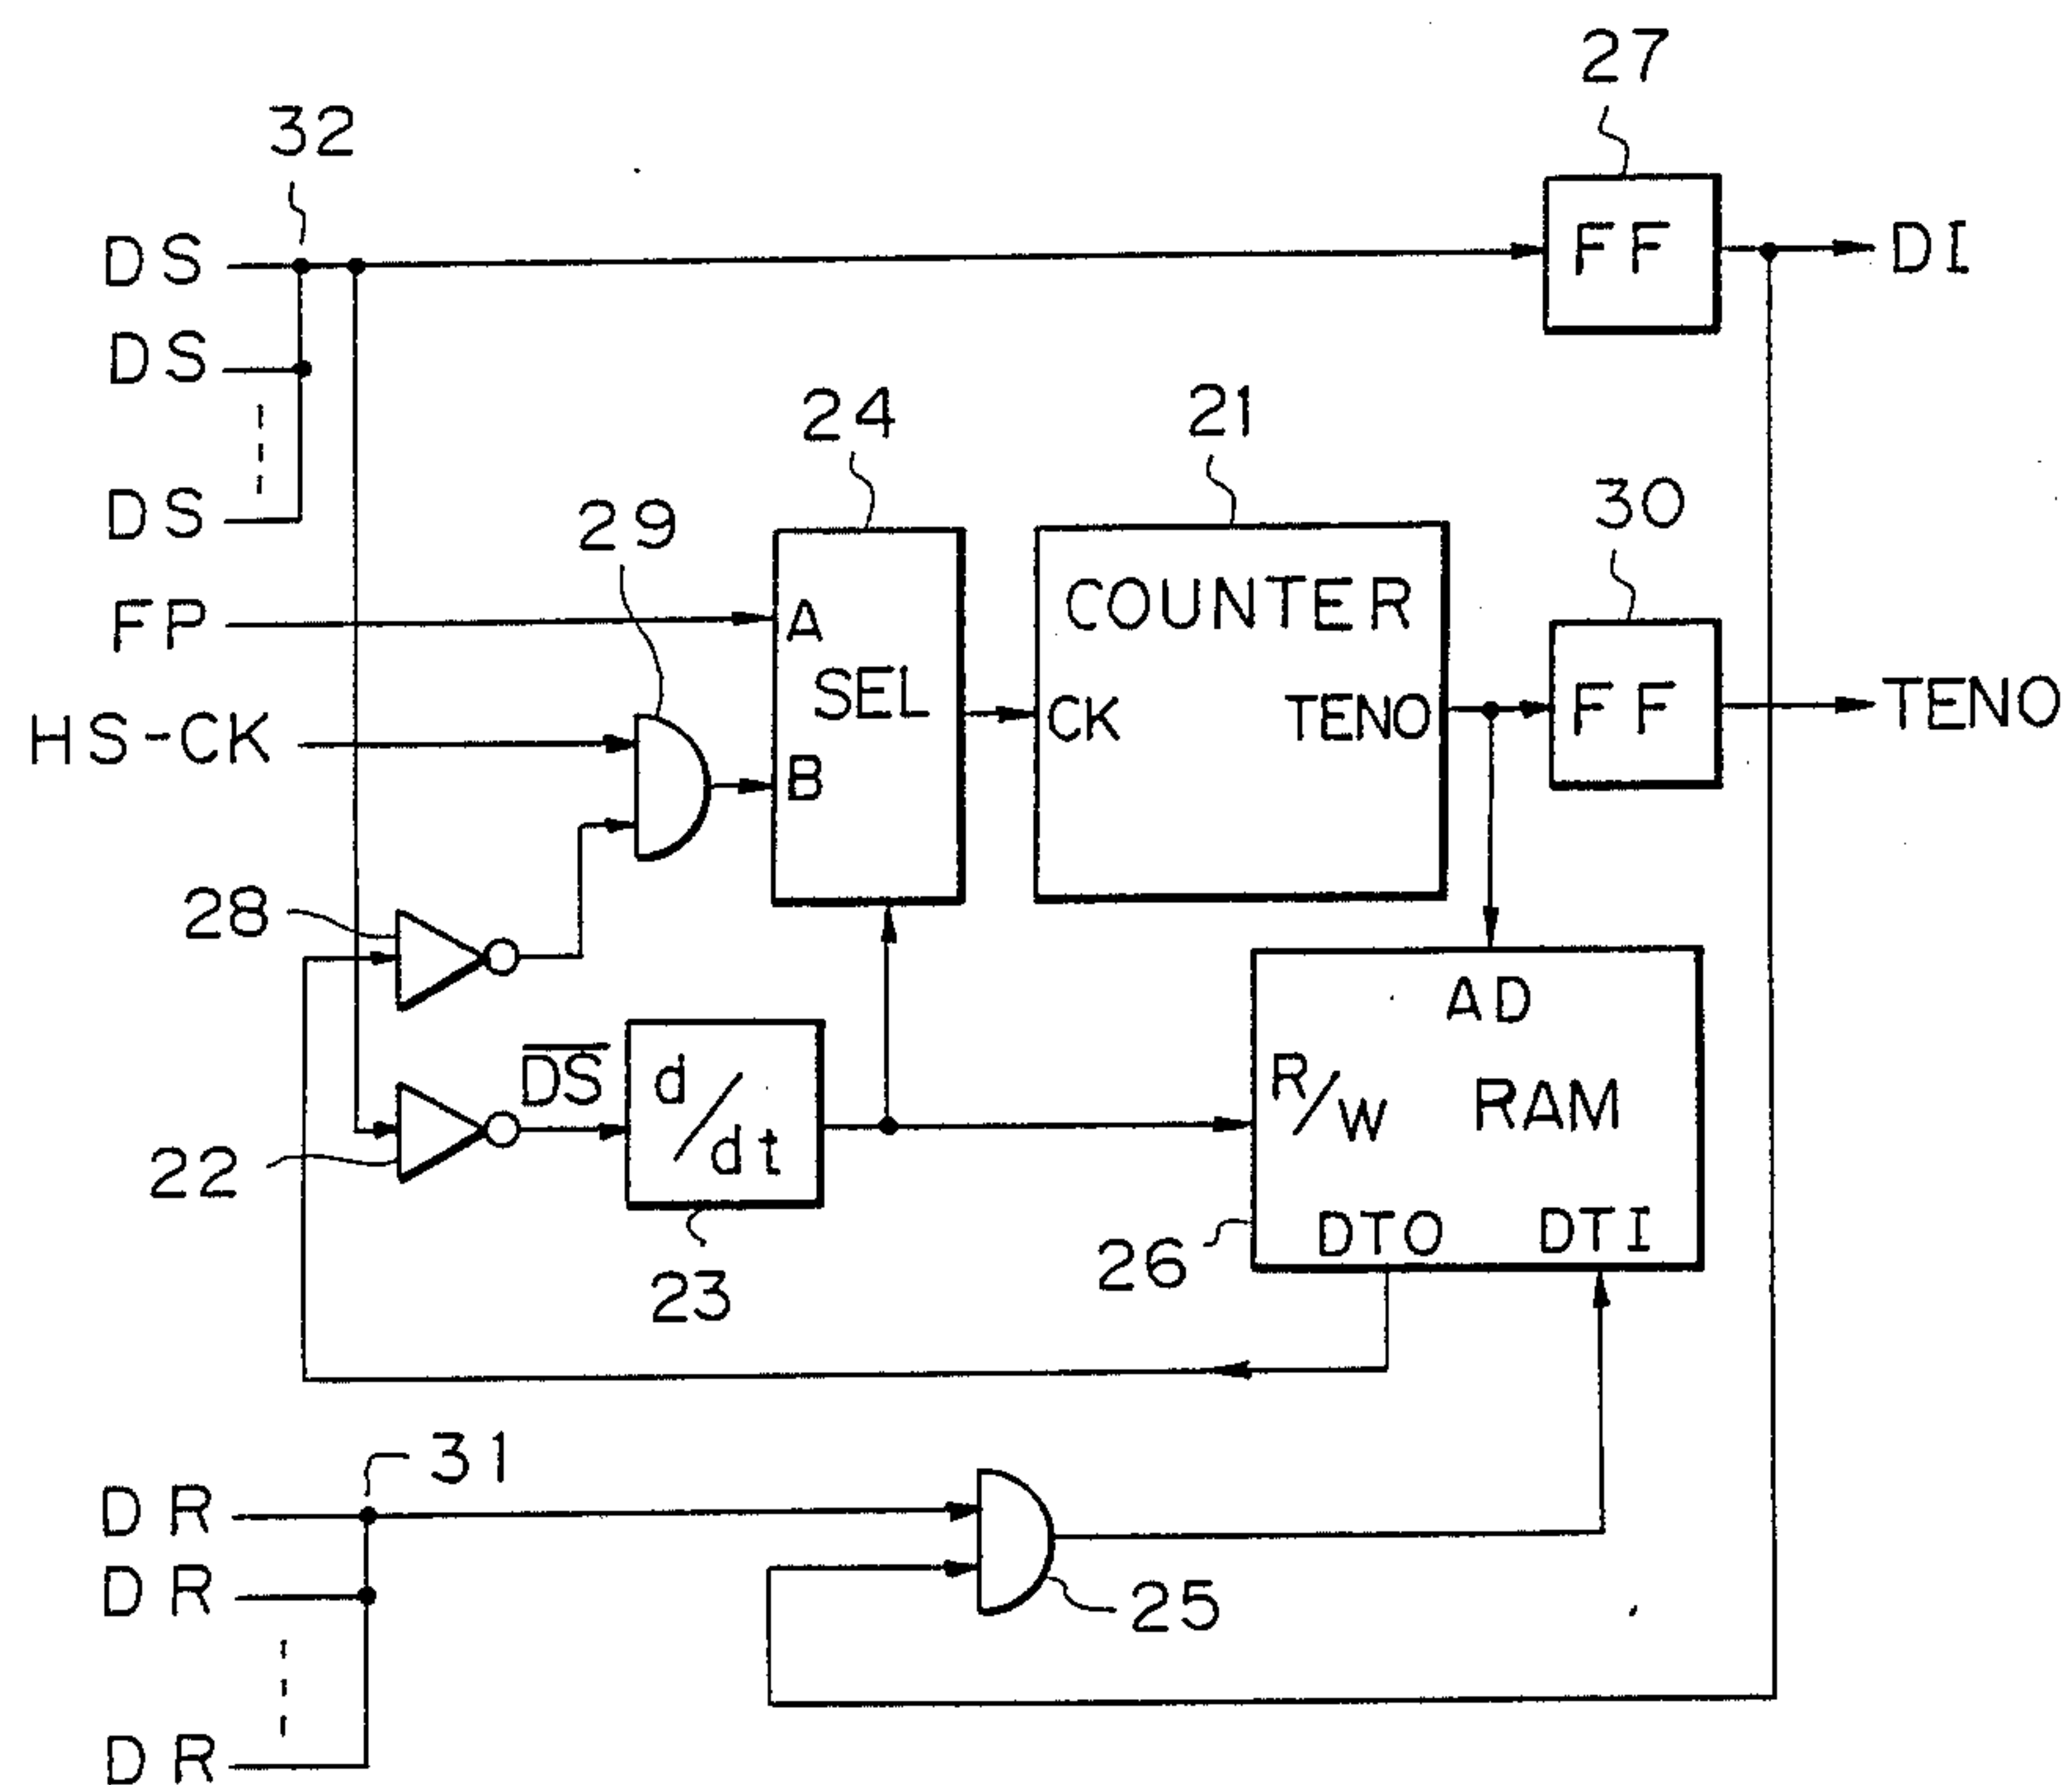 27
32
DS
FF
DI
DS
24
21
DS
29
30
FP
A
COUNTER
SEL
HS-CK
CK
TENO
FF
TENO
B
28
AD
D̅S̅
d/dt
R/W
RAM
22
26
DTO
DTI
23
31
DR
DR
25
DR